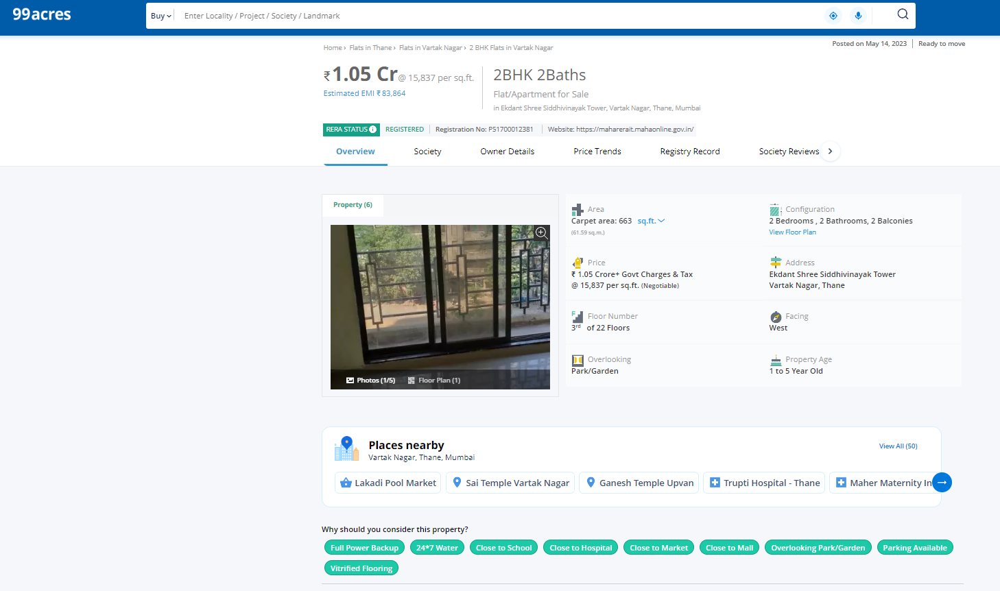 99acres
Buy
Enter Locality / Project / Society / Landmark
Home › Flats in Thane › Flats in Vartak Nagar › 2 BHK Flats in Vartak Nagar
Posted on May 14, 2023 | Ready to move
₹ 1.05 Cr @ 15,837 per sq.ft.
Estimated EMI ₹ 83,864
2BHK 2Baths
Flat/Apartment for Sale
in Ekdant Shree Siddhivinayak Tower, Vartak Nagar, Thane, Mumbai
RERA STATUS REGISTERED Registration No: P51700012381 Website: https://maharerait.mahaonline.gov.in/
Overview Society Owner Details Price Trends Registry Record Society Reviews
Property (6)
Photos (1/5) Floor Plan (1)
Area
Carpet area: 663 sq.ft.
(61.59 sq.m.)
Configuration
2 Bedrooms , 2 Bathrooms, 2 Balconies
View Floor Plan
Price
₹ 1.05 Crore+ Govt Charges & Tax
@ 15,837 per sq.ft. (Negotiable)
Address
Ekdant Shree Siddhivinayak Tower
Vartak Nagar, Thane
Floor Number
3rd of 22 Floors
Facing
West
Overlooking
Park/Garden
Property Age
1 to 5 Year Old
Places nearby
Vartak Nagar, Thane, Mumbai
View All (50)
Lakadi Pool Market Sai Temple Vartak Nagar Ganesh Temple Upvan Trupti Hospital - Thane Maher Maternity In
Why should you consider this property?
Full Power Backup 24*7 Water Close to School Close to Hospital Close to Market Close to Mall Overlooking Park/Garden Parking Available
Vitrified Flooring